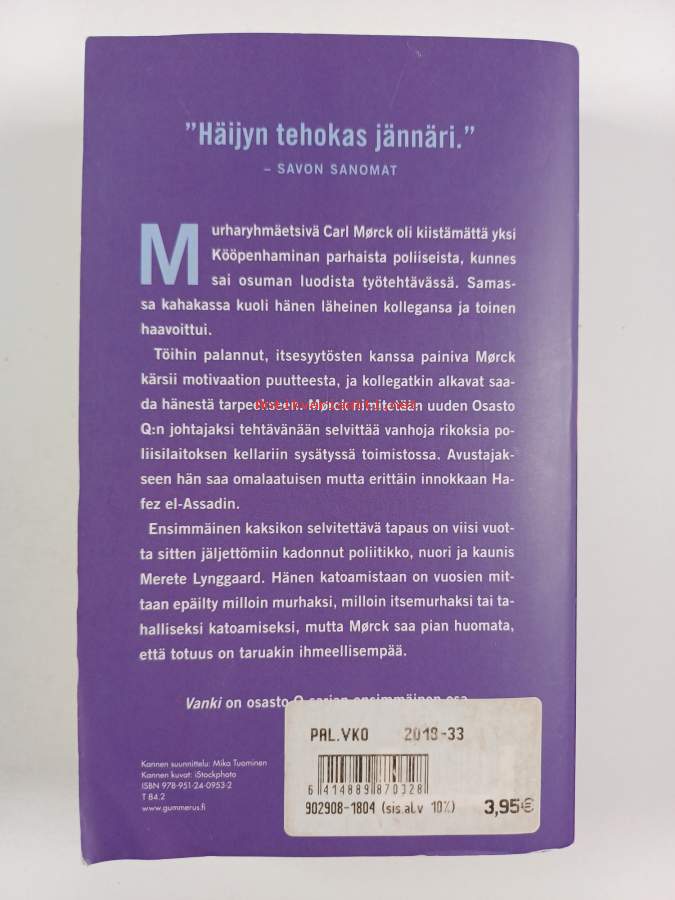 ”Häijyn tehokas jännäri.”
– SAVON SANOMAT
Murharyhmäetsivä Carl Mørck oli kiistämättä yksi
Kööpenhaminan parhaista poliiseista, kunnes
sai osuman luodista työtehtävässä. Samas-
sa kahakassa kuoli hänen läheinen kollegansa ja toinen
haavoittui.
Töihin palannut, itsesyytösten kanssa painiva Mørck
kärsii motivaation puutteesta, ja kollegatkin alkavat saa-
da hänestä tarpeekseen. Mørck nimitetään uuden Osasto
Q:n johtajaksi tehtävänään selvittää vanhoja rikoksia po-
liisilaitoksen kellariin sysätyssä toimistossa. Avustajak-
seen hän saa omalaatuisen mutta erittäin innokkaan Ha-
fez el-Assadin.
Ensimmäinen kaksikon selvitettävä tapaus on viisi vuot-
ta sitten jäljettömiin kadonnut poliitikko, nuori ja kaunis
Merete Lynggaard. Hänen katoamistaan on vuosien mit-
taan epäilty milloin murhaksi, milloin itsemurhaksi tai ta-
halliseksi katoamiseksi, mutta Mørck saa pian huomata,
että totuus on taruakin ihmeellisempää.
Vanki on osasto Q-sarjan ensimmäinen osa
Kannen suunnittelu: Mika Tuominen
Kannen kuvat: iStockphoto
ISBN 978-951-24-0953-2
T 84.2
www.gummerus.fi
PAL.VKO 2018-33
6 414889 870328
902908-1804 (sis.alv 10%) 3,95€